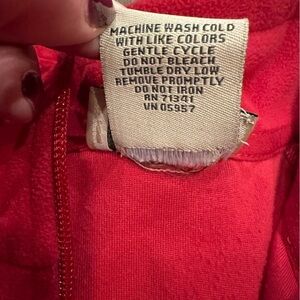 MACHINE WASH COLD
WITH LIKE COLORS
GENTLE CYCLE
DO NOT BLEACH
TUMBLE DRY LOW
REMOVE PROMPTLY
DO NOT IRON
RN 71341
VN 05957